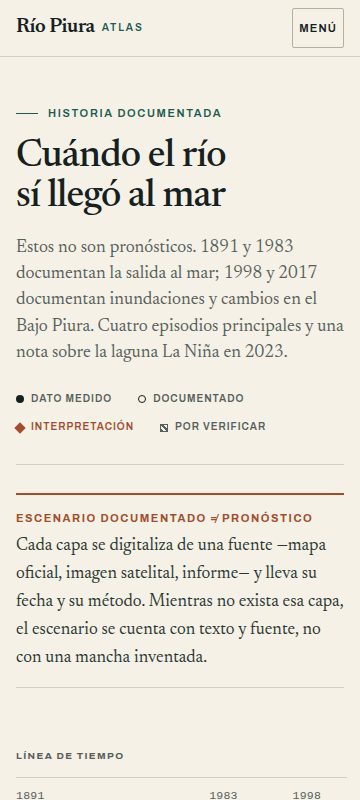 Río Piura ATLAS
MENÚ
HISTORIA DOCUMENTADA
Cuándo el río
sí llegó al mar
Estos no son pronósticos. 1891 y 1983
documentan la salida al mar; 1998 y 2017
documentan inundaciones y cambios en el
Bajo Piura. Cuatro episodios principales y una
nota sobre la laguna La Niña en 2023.
DATO MEDIDO
DOCUMENTADO
INTERPRETACIÓN
POR VERIFICAR
ESCENARIO DOCUMENTADO ≠ PRONÓSTICO
Cada capa se digitaliza de una fuente —mapa
oficial, imagen satelital, informe— y lleva su
fecha y su método. Mientras no exista esa capa,
el escenario se cuenta con texto y fuente, no
con una mancha inventada.
LÍNEA DE TIEMPO
1891 1983 1998